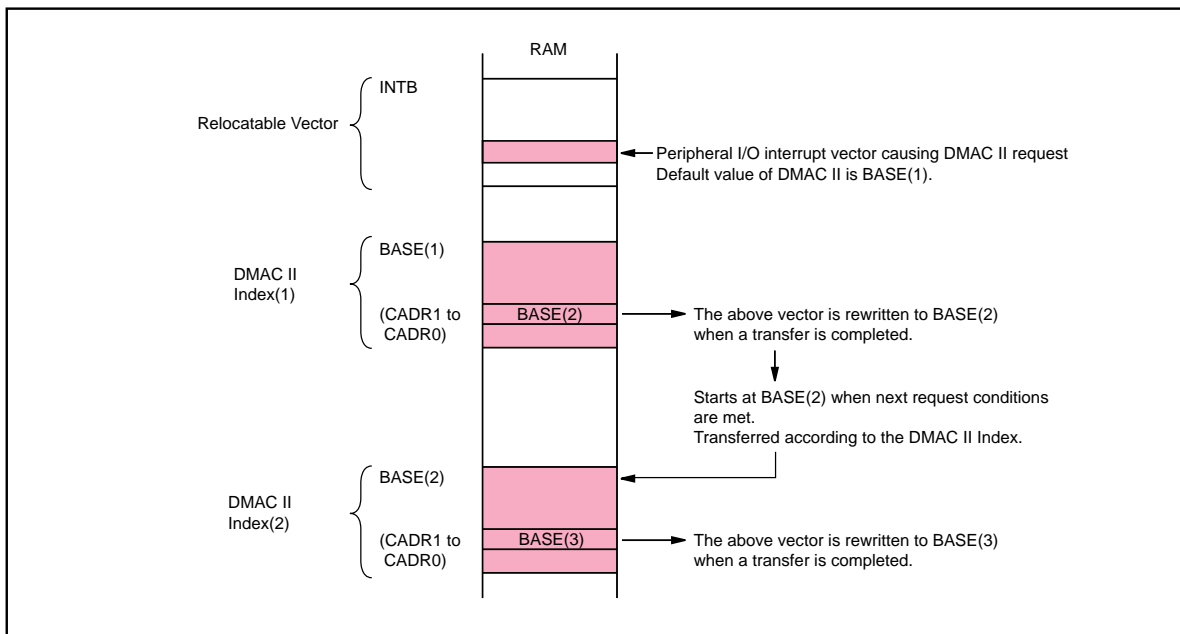 RAM
INTB
Relocatable Vector
Peripheral I/O interrupt vector causing DMAC II request
Default value of DMAC II is BASE(1).
BASE(1)
DMAC II
Index(1)
(CADR1 to
CADR0)
BASE(2)
The above vector is rewritten to BASE(2)
when a transfer is completed.
Starts at BASE(2) when next request conditions
are met.
Transferred according to the DMAC II Index.
BASE(2)
DMAC II
Index(2)
(CADR1 to
CADR0)
BASE(3)
The above vector is rewritten to BASE(3)
when a transfer is completed.